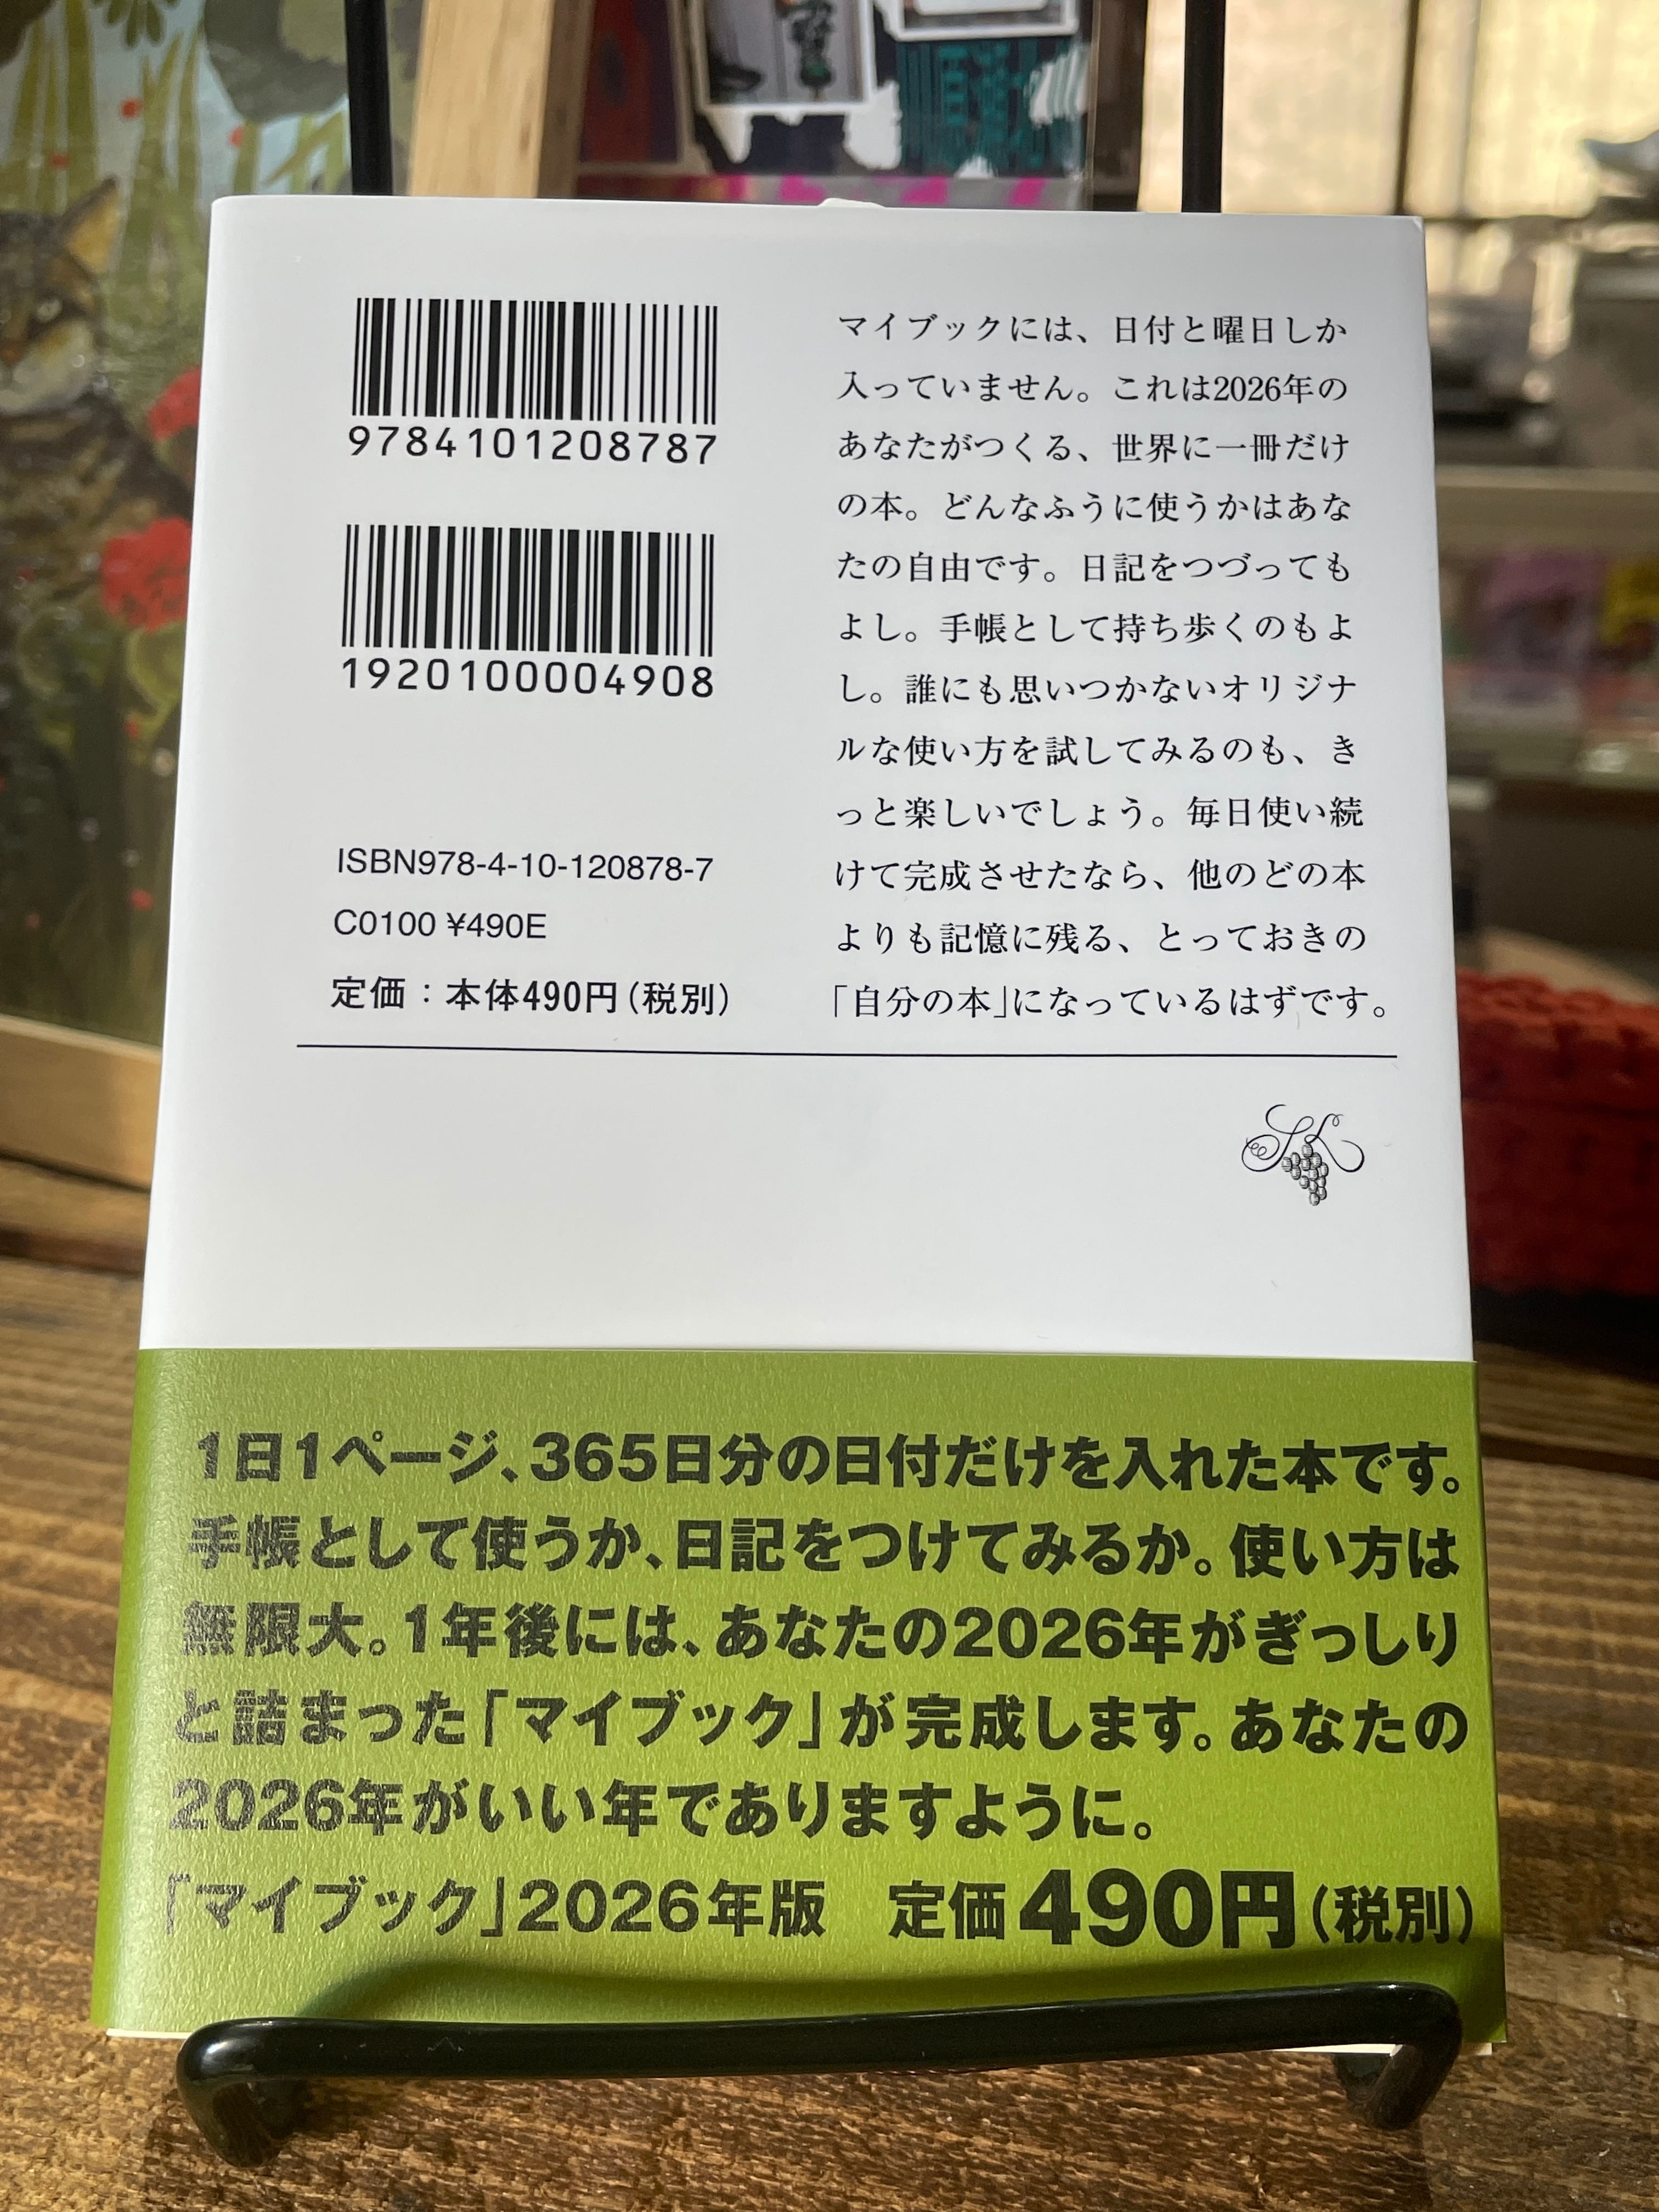 9784101208787
1920100004908
ISBN978-4-10-120878-7
C0100 ¥490E
定価：本体490円（税別）
マイブックには、日付と曜日しか
入っていません。これは2026年の
あなたがつくる、世界に一冊だけ
の本。どんなふうに使うかはあな
たの自由です。日記をつづっても
よし。手帳として持ち歩くのもよ
し。誰にも思いつかないオリジナ
ルな使い方を試してみるのも、き
っと楽しいでしょう。毎日使い続
けて完成させたなら、他のどの本
よりも記憶に残る、とっておきの
「自分の本」になっているはずです。
1日1ページ、365日分の日付だけを入れた本です。
手帳として使うか、日記をつけてみるか。使い方は
無限大。1年後には、あなたの2026年がぎっしり
と詰まった「マイブック」が完成します。あなたの
2026年がいい年でありますように。
「マイブック」2026年版　定価490円（税別）